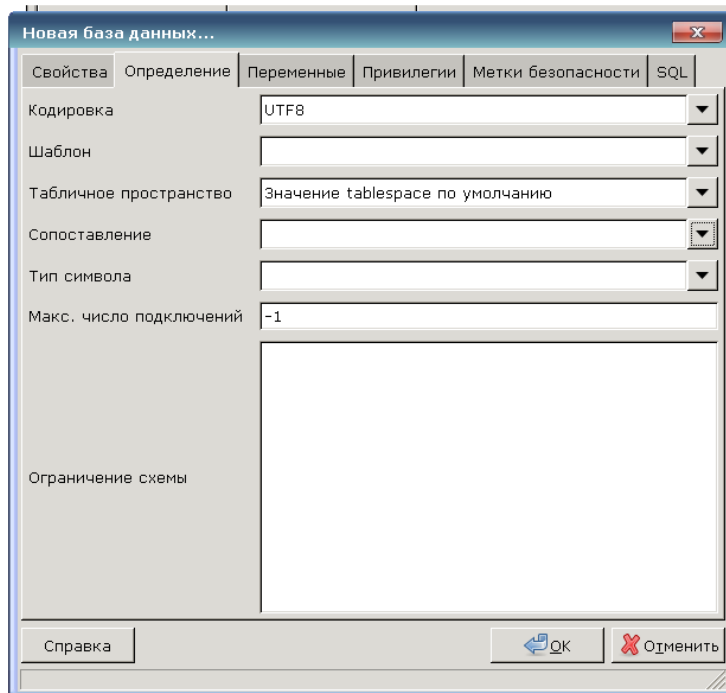 Новая база данных...
Свойства Определение Переменные Привилегии Метки безопасности SQL
Кодировка UTF8
Шаблон
Табличное пространство Значение tablespace по умолчанию
Сопоставление
Тип символа
Макс. число подключений -1
Ограничение схемы
Справка OK Отменить